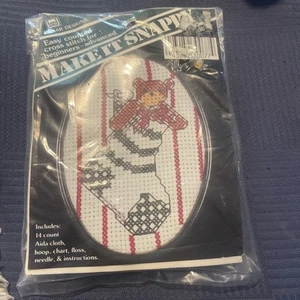 Easy counted
cross stitch for
beginners-advanced
MAKE IT SNAPPY
Includes:
14 count
Aida cloth,
hoop, chart, floss,
needle, & instructions.